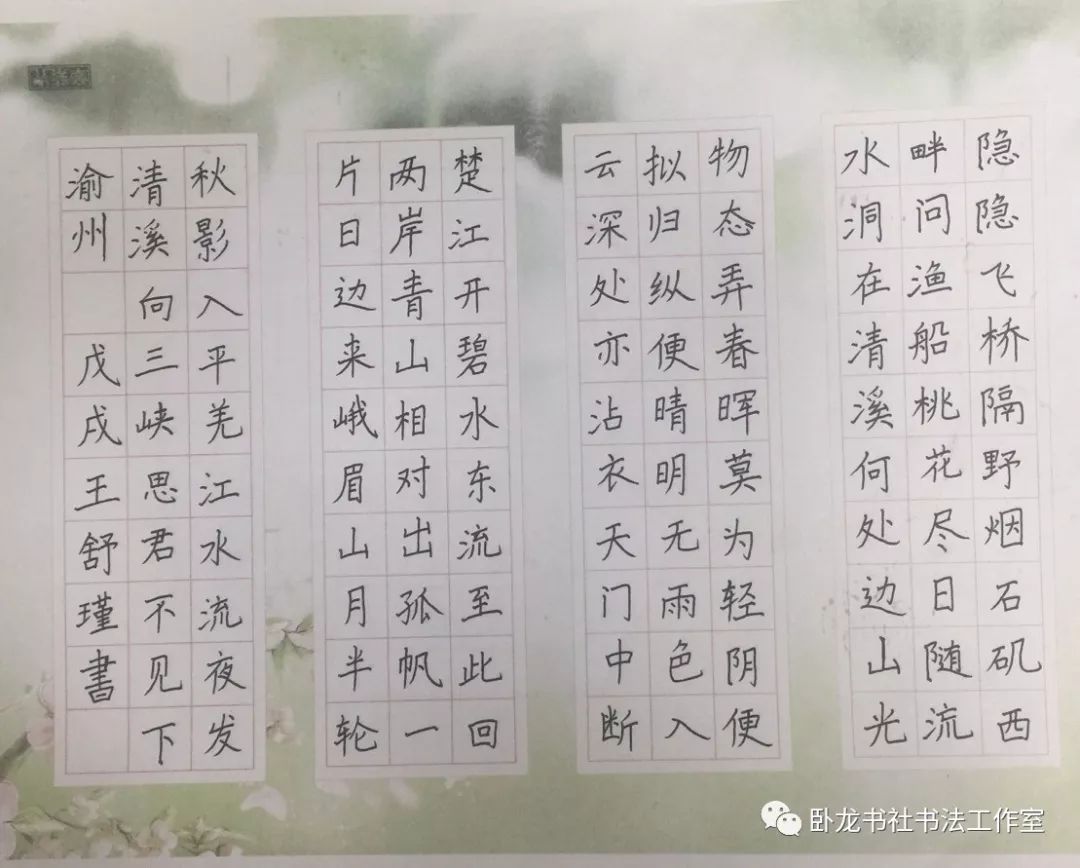 隐隐飞桥隔野烟石矶西
畔问渔船桃花尽日随流
水洞在清溪何处边山光
物态弄春晖莫为轻阴便
拟归纵便晴明无雨色入
云深处亦沾衣天门中断
楚江开碧水东流至此回
两岸青山相对出孤帆一
片日边来峨眉山月半轮
秋影入平羌江水流夜发
清溪向三峡思君不见下
渝州 戊戌王舒瑾書
卧龙书社书法工作室